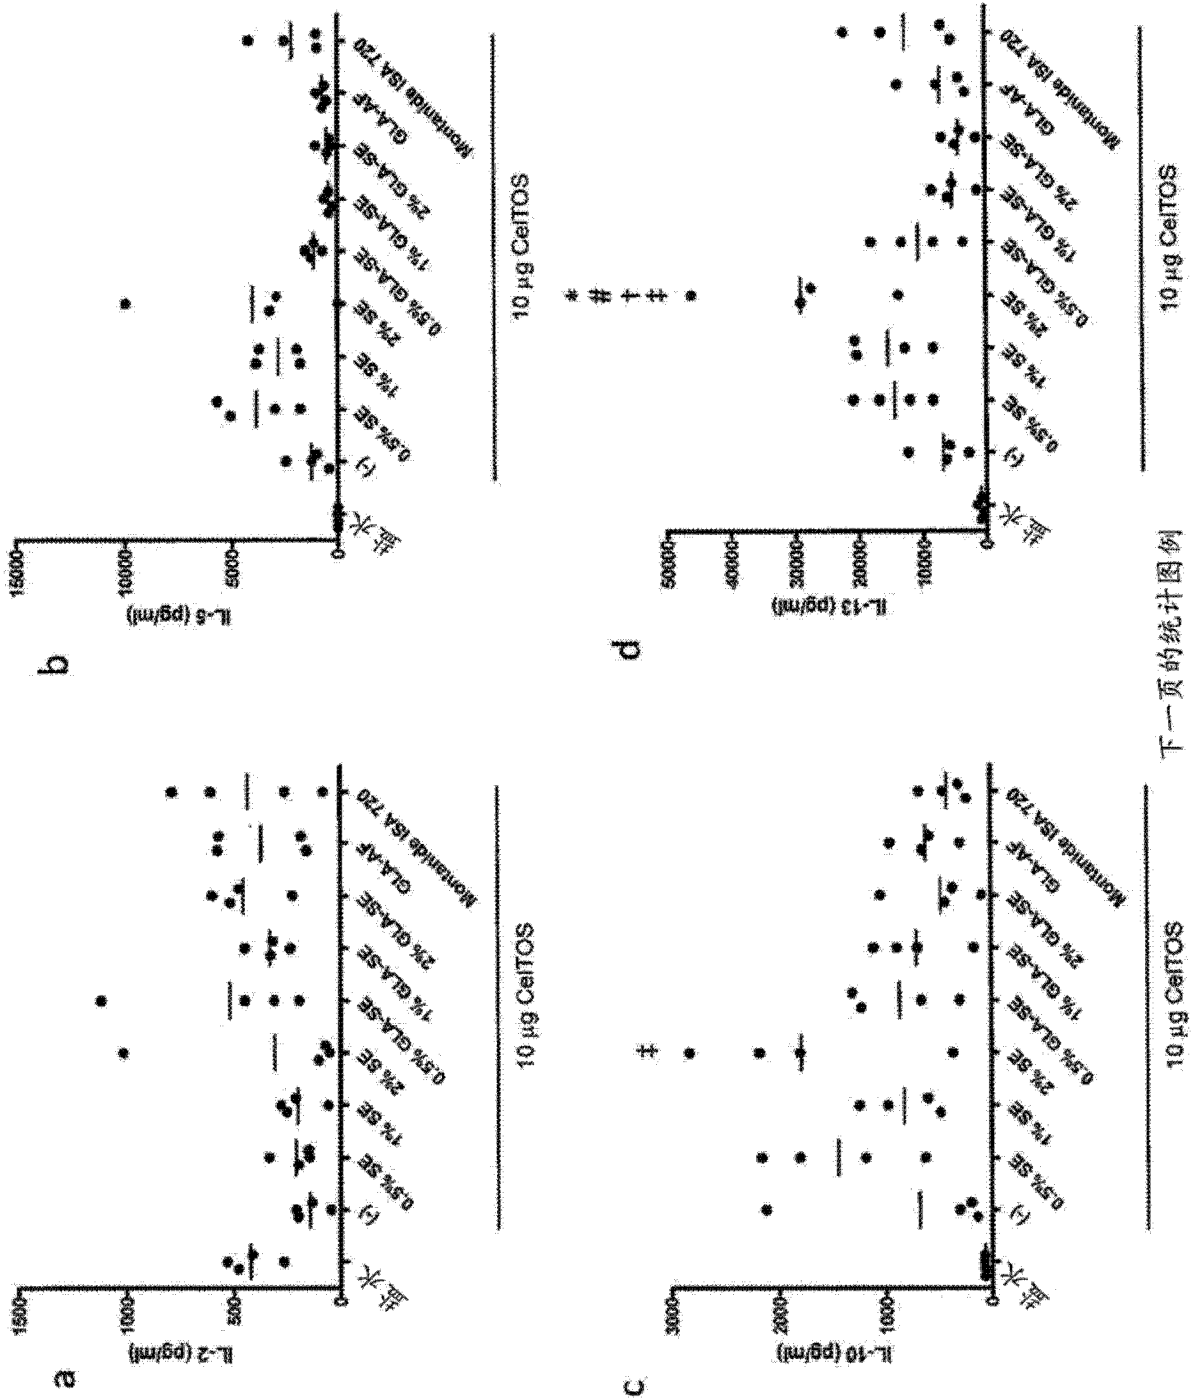 a
IL-2 (pg/ml)
1500
1000
500
0
盐水
(-)
0.5% SE
1% SE
2% SE
0.5% GLA-SE
1% GLA-SE
2% GLA-SE
GLA-AF
Montanide ISA 720
10 µg CelTOS
b
IL-5 (pg/ml)
15000
10000
5000
0
盐水
(-)
0.5% SE
1% SE
2% SE
0.5% GLA-SE
1% GLA-SE
2% GLA-SE
GLA-AF
Montanide ISA 720
10 µg CelTOS
c
IL-10 (pg/ml)
3000
2000
1000
0
‡
盐水
(-)
0.5% SE
1% SE
2% SE
0.5% GLA-SE
1% GLA-SE
2% GLA-SE
GLA-AF
Montanide ISA 720
10 µg CelTOS
d
IL-13 (pg/ml)
50000
40000
30000
20000
10000
0
*
#
†
‡
盐水
(-)
0.5% SE
1% SE
2% SE
0.5% GLA-SE
1% GLA-SE
2% GLA-SE
GLA-AF
Montanide ISA 720
10 µg CelTOS
下一页的统计图例